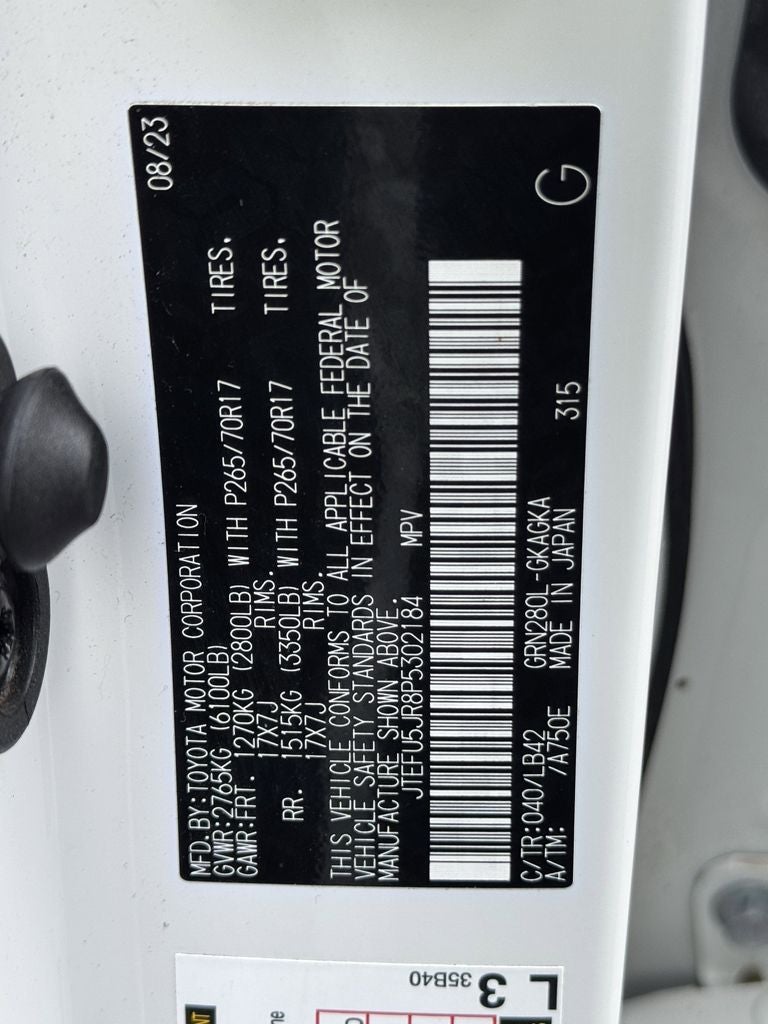 MFD.BY:TOYOTA MOTOR CORPORATION 08/23
GVWR:2765KG (6100LB)
GAWR:FRT. 1270KG (2800LB) WITH P265/70R17 TIRES.
17X7J RIMS.
RR. 1515KG (3350LB) WITH P265/70R17 TIRES.
17X7J RIMS.
THIS VEHICLE CONFORMS TO ALL APPLICABLE FEDERAL MOTOR
VEHICLE SAFETY STANDARDS IN EFFECT ON THE DATE OF
MANUFACTURE SHOWN ABOVE.
JTEFU5JR8P5302184 MPV
C/TR:040/LB42 GRN280L-GKAGKA
A/TM: /A750E MADE IN JAPAN 315 G
L 3
35B40